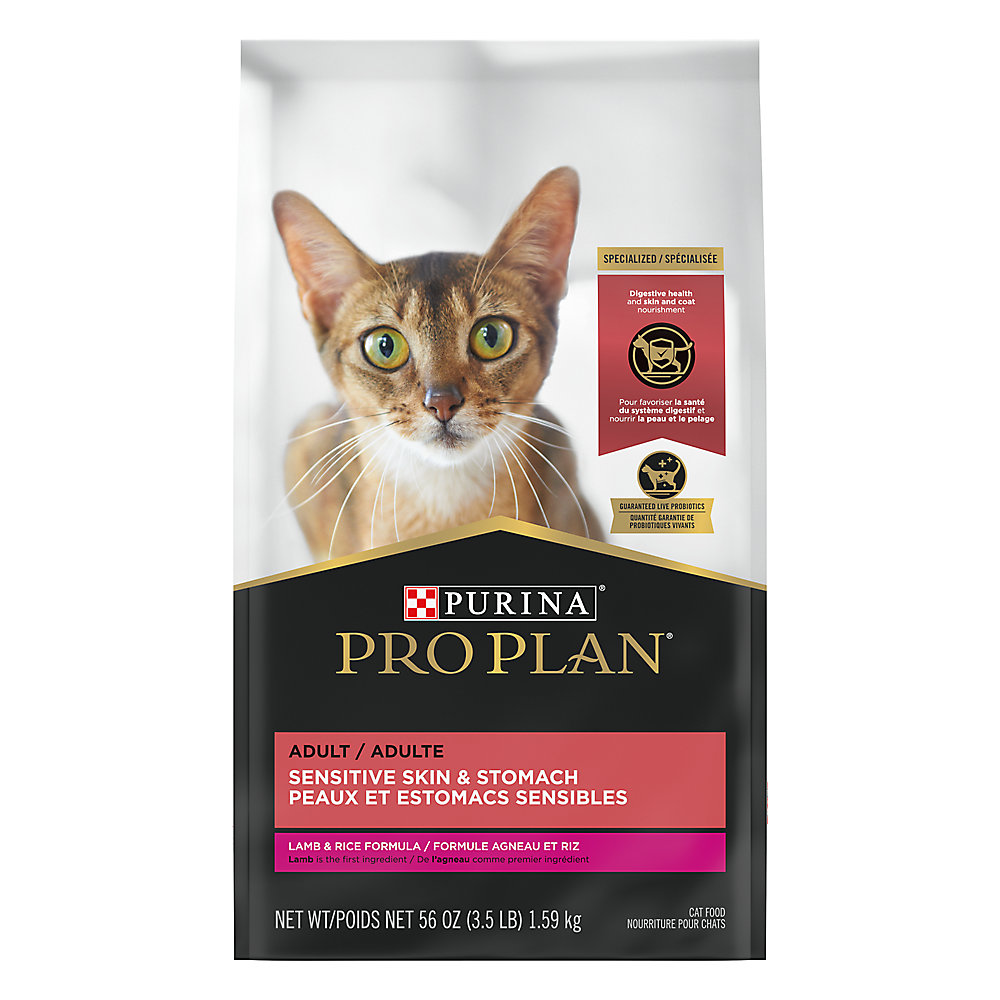 SPECIALIZED / SPÉCIALISÉE
Digestive health
and skin and coat
nourishment
Pour favoriser la santé
du système digestif et
nourrir la peau et le pelage
GUARANTEED LIVE PROBIOTICS
QUANTITÉ GARANTIE DE
PROBIOTIQUES VIVANTS
PURINA®
PRO PLAN®
ADULT / ADULTE
SENSITIVE SKIN & STOMACH
PEAUX ET ESTOMACS SENSIBLES
LAMB & RICE FORMULA / FORMULE AGNEAU ET RIZ
Lamb is the first ingredient / De l'agneau comme premier ingrédient
NET WT/POIDS NET 56 OZ (3.5 LB) 1.59 kg
CAT FOOD
NOURRITURE POUR CHATS